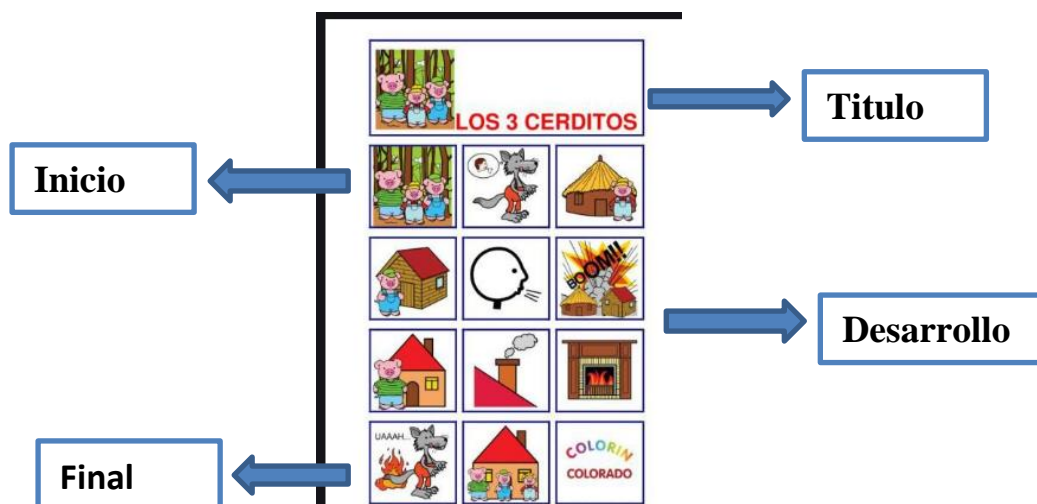 LOS 3 CERDITOS
Titulo
Inicio
BOOM!!
Desarrollo
UAAAH...
COLORIN
COLORADO
Final